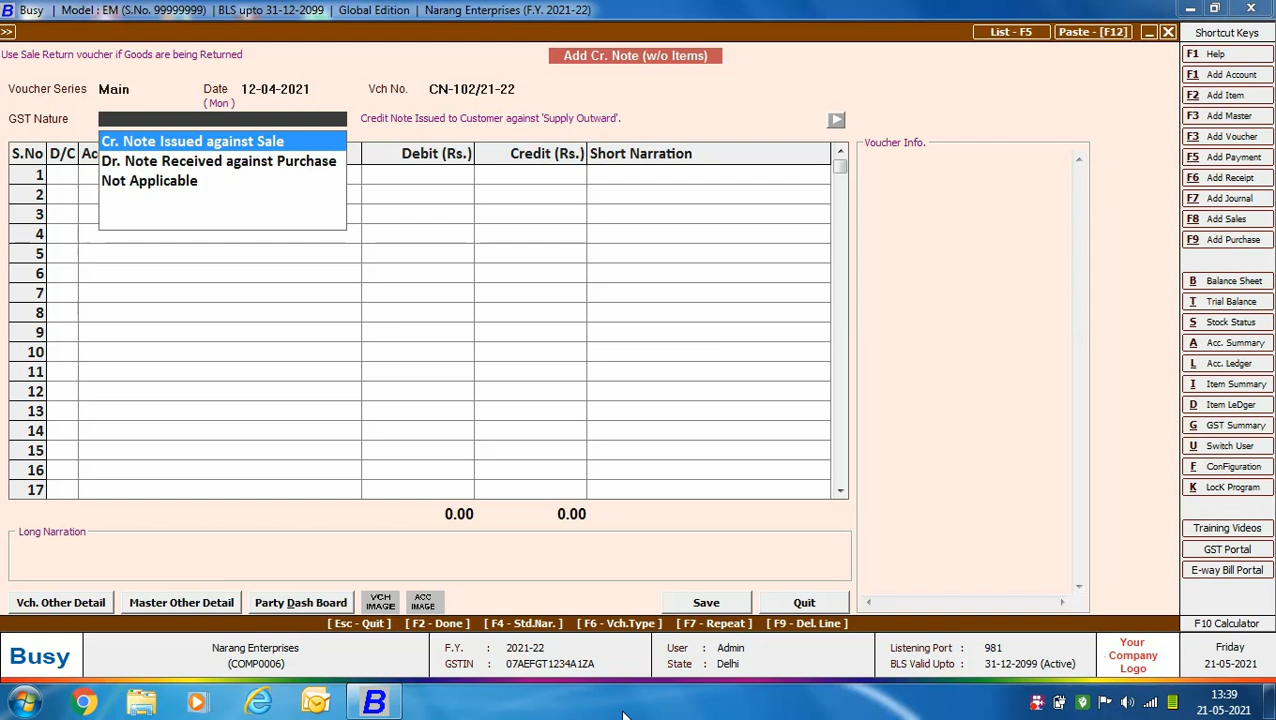 Busy Model : EM (S.No. 99999999) BLS upto 31-12-2099 Global Edition Narang Enterprises (F.Y. 2021-22)
>> List - F5 Paste - [F12]
Use Sale Return voucher if Goods are being Returned
Add Cr. Note (w/o Items)
Voucher Series Main Date 12-04-2021 Vch No. CN-102/21-22
( Mon )
GST Nature Credit Note Issued to Customer against 'Supply Outward'.
Cr. Note Issued against Sale
Dr. Note Received against Purchase
Not Applicable
S.No D/C Ac Debit (Rs.) Credit (Rs.) Short Narration
1
2
3
4
5
6
7
8
9
10
11
12
13
14
15
16
17
0.00 0.00
Voucher Info.
Long Narration
Vch. Other Detail Master Other Detail Party Dash Board VCH IMAGE ACC IMAGE Save Quit
[ Esc - Quit ] [ F2 - Done ] [ F4 - Std.Nar. ] [ F6 - Vch.Type ] [ F7 - Repeat ] [ F9 - Del. Line ]
Shortcut Keys
F1 Help
F1 Add Account
F2 Add Item
F3 Add Master
F3 Add Voucher
F5 Add Payment
F6 Add Receipt
F7 Add Journal
F8 Add Sales
F9 Add Purchase
B Balance Sheet
T Trial Balance
S Stock Status
A Acc. Summary
L Acc. Ledger
I Item Summary
D Item LeDger
G GST Summary
U Switch User
F ConFiguration
K LocK Program
Training Videos
GST Portal
E-way Bill Portal
F10 Calculator
Busy
Narang Enterprises
(COMP0006)
F.Y. : 2021-22
GSTIN : 07AEFGT1234A1ZA
User : Admin
State : Delhi
Listening Port : 981
BLS Valid Upto : 31-12-2099 (Active)
Your
Company
Logo
Friday
21-05-2021
13:39
21-05-2021